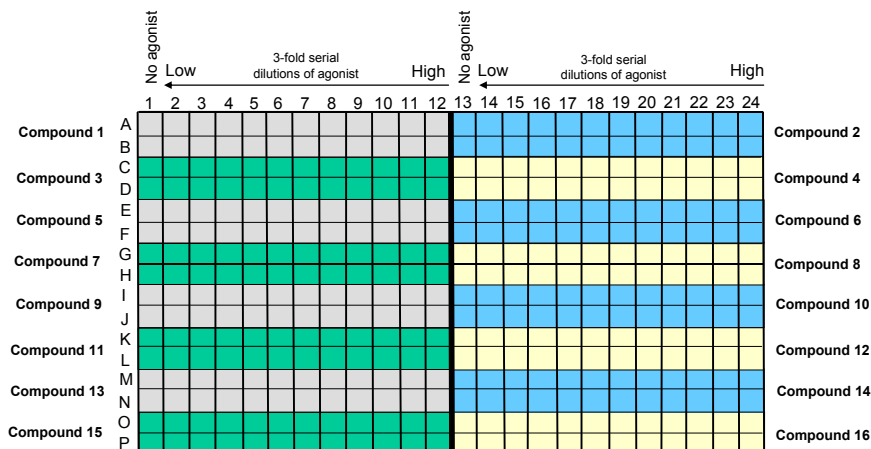 No agonist
3-fold serial
dilutions of agonist
Low
High
No agonist
3-fold serial
dilutions of agonist
Low
High
1 2 3 4 5 6 7 8 9 10 11 12 13 14 15 16 17 18 19 20 21 22 23 24
Compound 1 A Compound 2
B
C
Compound 3 D Compound 4
E
Compound 5 F Compound 6
G
Compound 7 H Compound 8
I
Compound 9 J Compound 10
K
Compound 11 L Compound 12
M
Compound 13 N Compound 14
O
Compound 15 P Compound 16